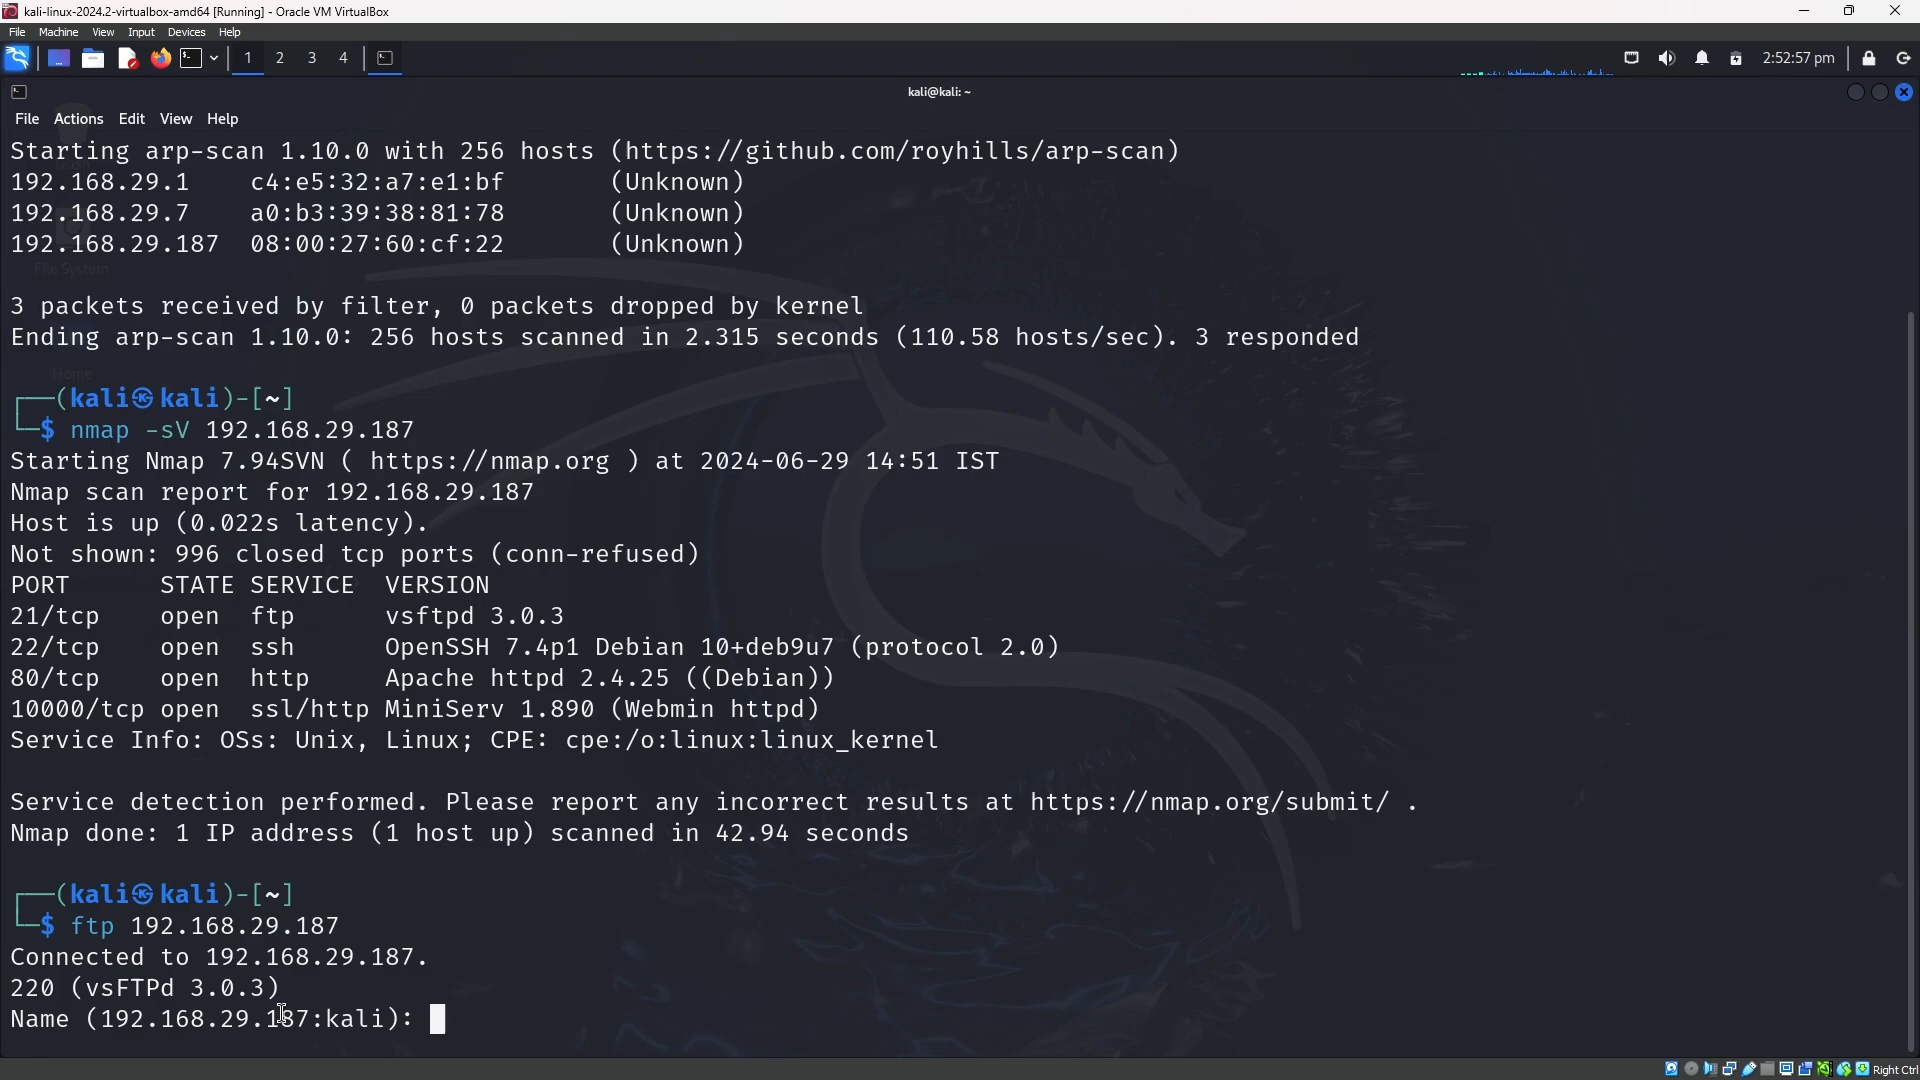 kali-linux-2024.2-virtualbox-amd64 [Running] - Oracle VM VirtualBox
File Machine View Input Devices Help
1 2 3 4 2:52:57 pm
kali@kali: ~
File Actions Edit View Help
Starting arp-scan 1.10.0 with 256 hosts (https://github.com/royhills/arp-scan)
192.168.29.1 c4:e5:32:a7:e1:bf (Unknown)
192.168.29.7 a0:b3:39:38:81:78 (Unknown)
192.168.29.187 08:00:27:60:cf:22 (Unknown)
File System
3 packets received by filter, 0 packets dropped by kernel
Ending arp-scan 1.10.0: 256 hosts scanned in 2.315 seconds (110.58 hosts/sec). 3 responded
Home
┌──(kali㉿kali)-[~]
└─$ nmap -sV 192.168.29.187
Starting Nmap 7.94SVN ( https://nmap.org ) at 2024-06-29 14:51 IST
Nmap scan report for 192.168.29.187
Host is up (0.022s latency).
Not shown: 996 closed tcp ports (conn-refused)
PORT STATE SERVICE VERSION
21/tcp open ftp vsftpd 3.0.3
22/tcp open ssh OpenSSH 7.4p1 Debian 10+deb9u7 (protocol 2.0)
80/tcp open http Apache httpd 2.4.25 ((Debian))
10000/tcp open ssl/http MiniServ 1.890 (Webmin httpd)
Service Info: OSs: Unix, Linux; CPE: cpe:/o:linux:linux_kernel
Service detection performed. Please report any incorrect results at https://nmap.org/submit/ .
Nmap done: 1 IP address (1 host up) scanned in 42.94 seconds
┌──(kali㉿kali)-[~]
└─$ ftp 192.168.29.187
Connected to 192.168.29.187.
220 (vsFTPd 3.0.3)
Name (192.168.29.187:kali):
Right Ctrl